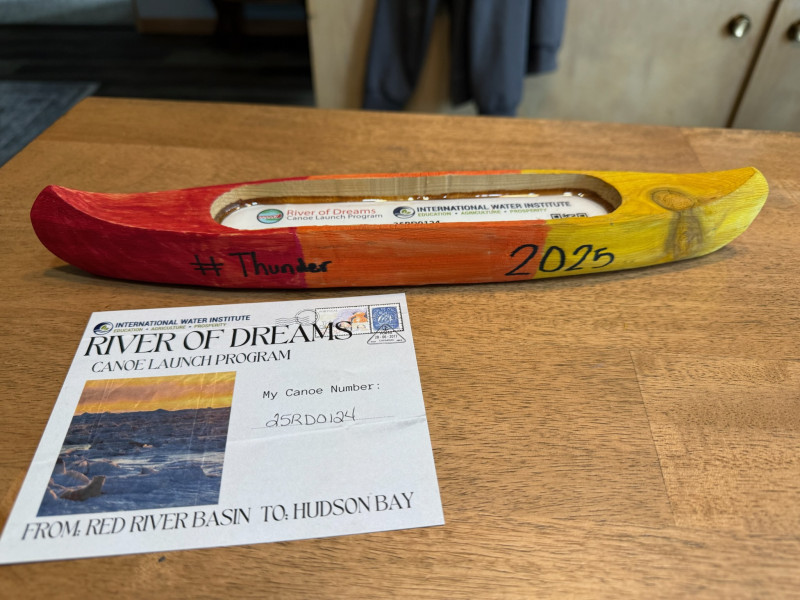 River of Dreams
Canoe Launch Program
INTERNATIONAL WATER INSTITUTE
EDUCATION • AGRICULTURE • PROSPERITY
25RD0124
# Thunder
2025
INTERNATIONAL WATER INSTITUTE
EDUCATION • AGRICULTURE • PROSPERITY
RIVER OF DREAMS
CANOE LAUNCH PROGRAM
My Canoe Number:
25RD0124
FROM: RED RIVER BASIN TO: HUDSON BAY